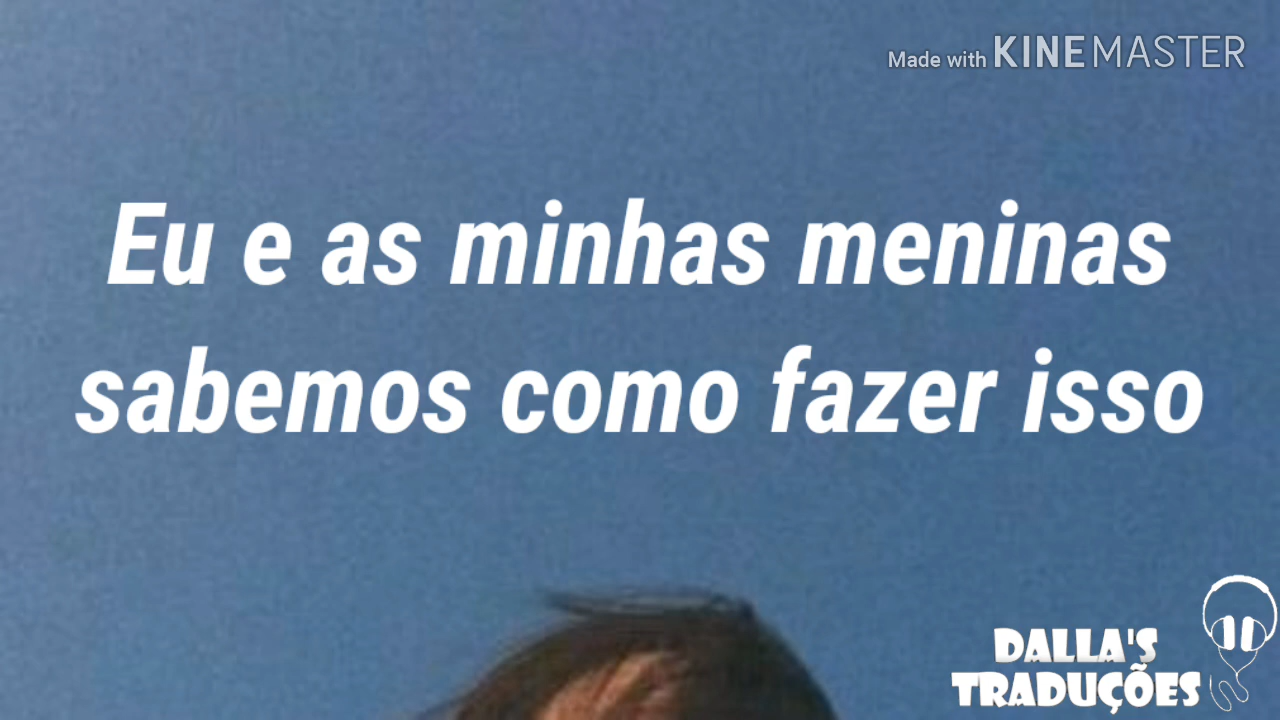 Made with KINEMASTER
Eu e as minhas meninas
sabemos como fazer isso
DALLA'S
TRADUÇÕES